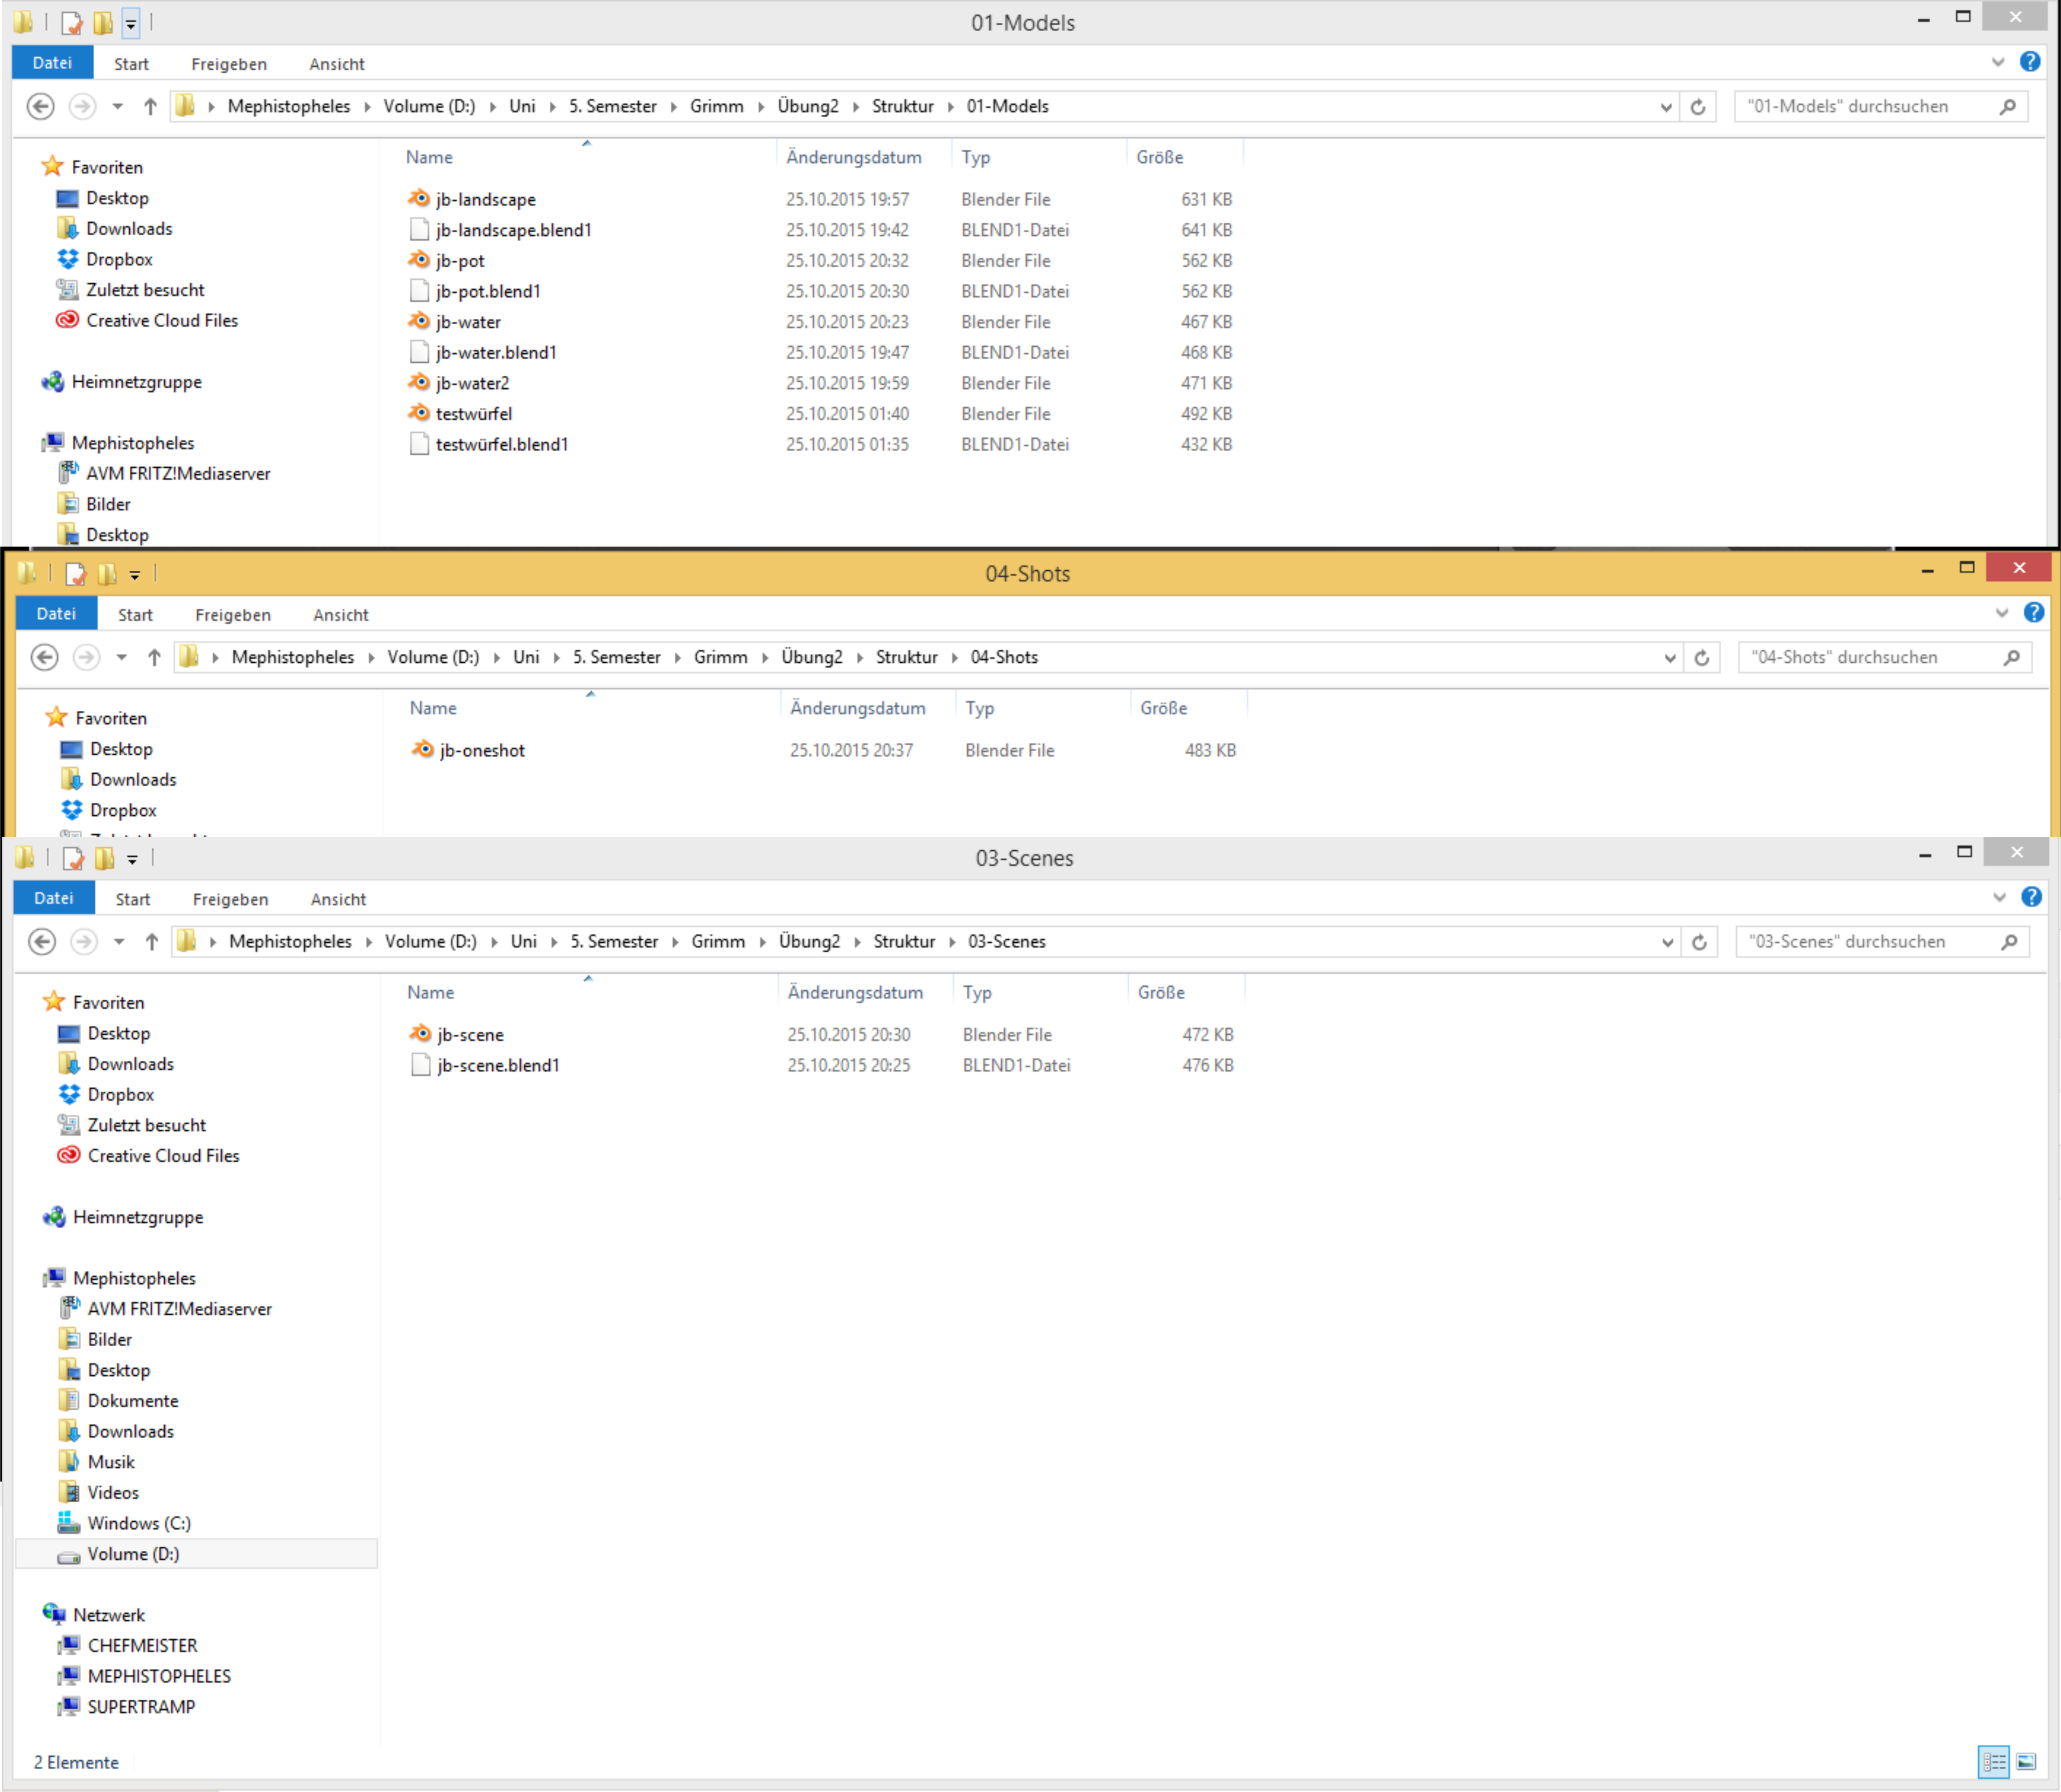 01-Models
Datei Start Freigeben Ansicht
Mephistopheles Volume (D:) Uni 5. Semester Grimm Übung2 Struktur 01-Models "01-Models" durchsuchen
Name Änderungsdatum Typ Größe
Favoriten
Desktop
Downloads
Dropbox
Zuletzt besucht
Creative Cloud Files
Heimnetzgruppe
Mephistopheles
AVM FRITZ!Mediaserver
Bilder
Desktop
jb-landscape 25.10.2015 19:57 Blender File 631 KB
jb-landscape.blend1 25.10.2015 19:42 BLEND1-Datei 641 KB
jb-pot 25.10.2015 20:32 Blender File 562 KB
jb-pot.blend1 25.10.2015 20:30 BLEND1-Datei 562 KB
jb-water 25.10.2015 20:23 Blender File 467 KB
jb-water.blend1 25.10.2015 19:47 BLEND1-Datei 468 KB
jb-water2 25.10.2015 19:59 Blender File 471 KB
testwürfel 25.10.2015 01:40 Blender File 492 KB
testwürfel.blend1 25.10.2015 01:35 BLEND1-Datei 432 KB
04-Shots
Datei Start Freigeben Ansicht
Mephistopheles Volume (D:) Uni 5. Semester Grimm Übung2 Struktur 04-Shots "04-Shots" durchsuchen
Name Änderungsdatum Typ Größe
Favoriten
Desktop
Downloads
Dropbox
jb-oneshot 25.10.2015 20:37 Blender File 483 KB
03-Scenes
Datei Start Freigeben Ansicht
Mephistopheles Volume (D:) Uni 5. Semester Grimm Übung2 Struktur 03-Scenes "03-Scenes" durchsuchen
Name Änderungsdatum Typ Größe
Favoriten
Desktop
Downloads
Dropbox
Zuletzt besucht
Creative Cloud Files
Heimnetzgruppe
Mephistopheles
AVM FRITZ!Mediaserver
Bilder
Desktop
Dokumente
Downloads
Musik
Videos
Windows (C:)
Volume (D:)
Netzwerk
CHEFMEISTER
MEPHISTOPHELES
SUPERTRAMP
jb-scene 25.10.2015 20:30 Blender File 472 KB
jb-scene.blend1 25.10.2015 20:25 BLEND1-Datei 476 KB
2 Elemente